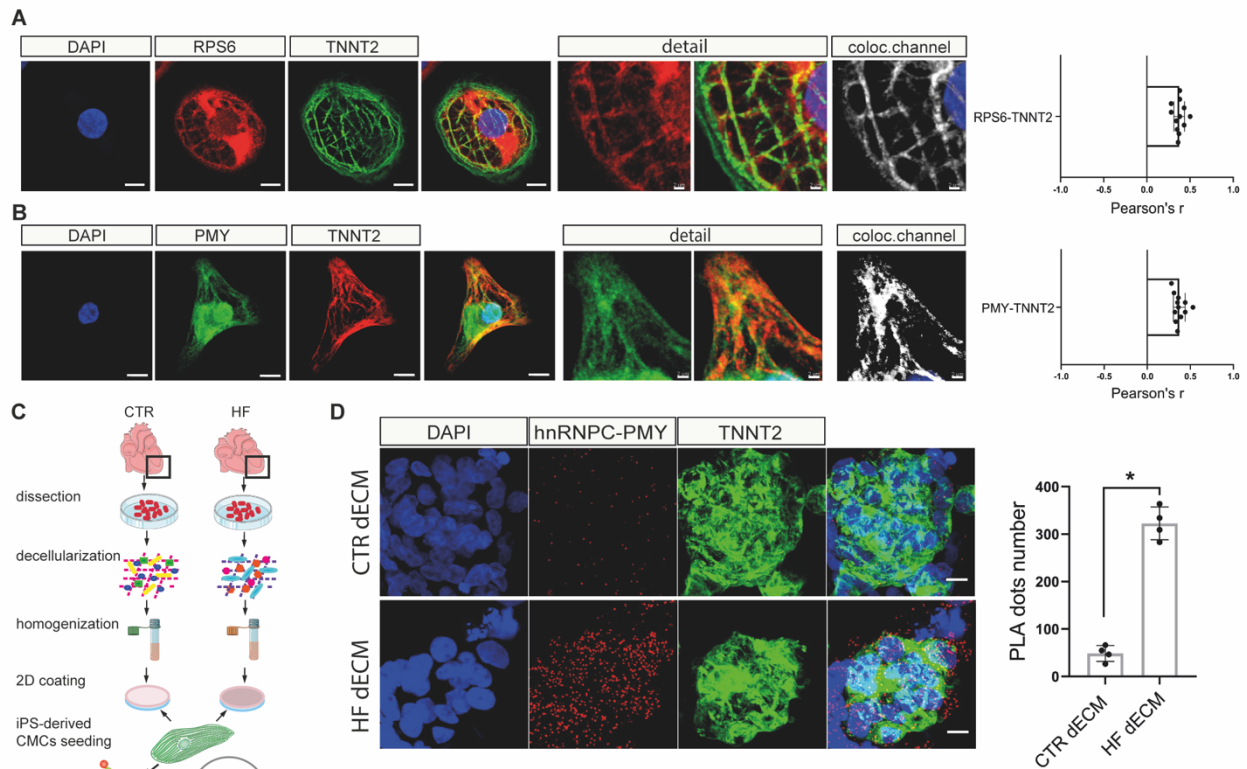 A
DAPI
RPS6
TNNT2
detail
coloc.channel
RPS6-TNNT2
-1.0 -0.5 0.0 0.5 1.0
Pearson's r
B
DAPI
PMY
TNNT2
detail
coloc.channel
PMY-TNNT2
-1.0 -0.5 0.0 0.5 1.0
Pearson's r
C
CTR
HF
dissection
decellularization
homogenization
2D coating
iPS-derived
CMCs seeding
D
DAPI
hnRNPC-PMY
TNNT2
CTR dECM
HF dECM
PLA dots number
400
300
200
100
0
*
CTR dECM
HF dECM